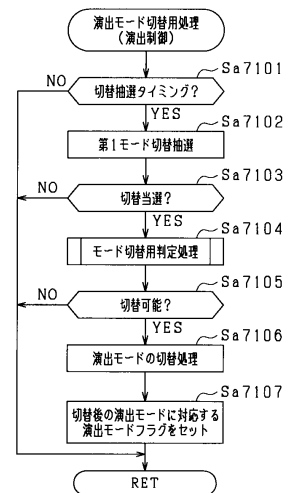 演出モード切替用処理
(演出制御)
Sa7101
切替抽選タイミング?
NO
YES
Sa7102
第1モード切替抽選
Sa7103
切替当選?
NO
YES
Sa7104
モード切替用判定処理
Sa7105
切替可能?
NO
YES
Sa7106
演出モードの切替処理
Sa7107
切替後の演出モードに対応する
演出モードフラグをセット
RET